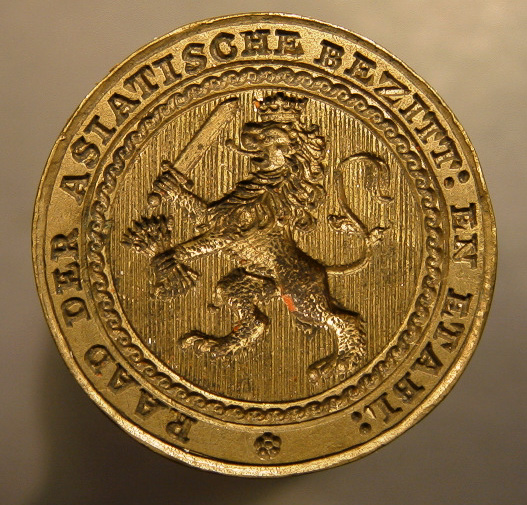 RAAD DER ASIATISCHE BEZITT: EN ETABL: